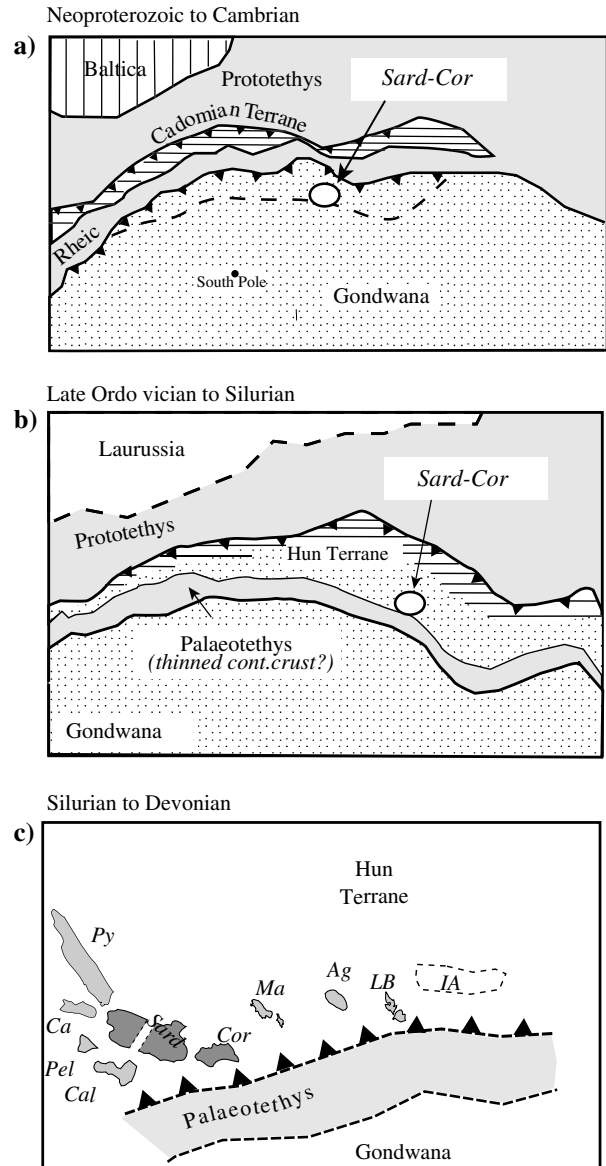 Neoproterozoic to Cambrian
a)
Baltica
Prototethys
Sard-Cor
Cadomian Terrane
Rheic
South Pole
Gondwana
Late Ordo vician to Silurian
b)
Laurussia
Sard-Cor
Prototethys
Hun Terrane
Palaeotethys
(thinned cont.crust?)
Gondwana
Silurian to Devonian
c)
Hun
Terrane
Py
Ma
Ag
LB
IA
Ca
Sard
Cor
Pel
Cal
Palaeotethys
Gondwana